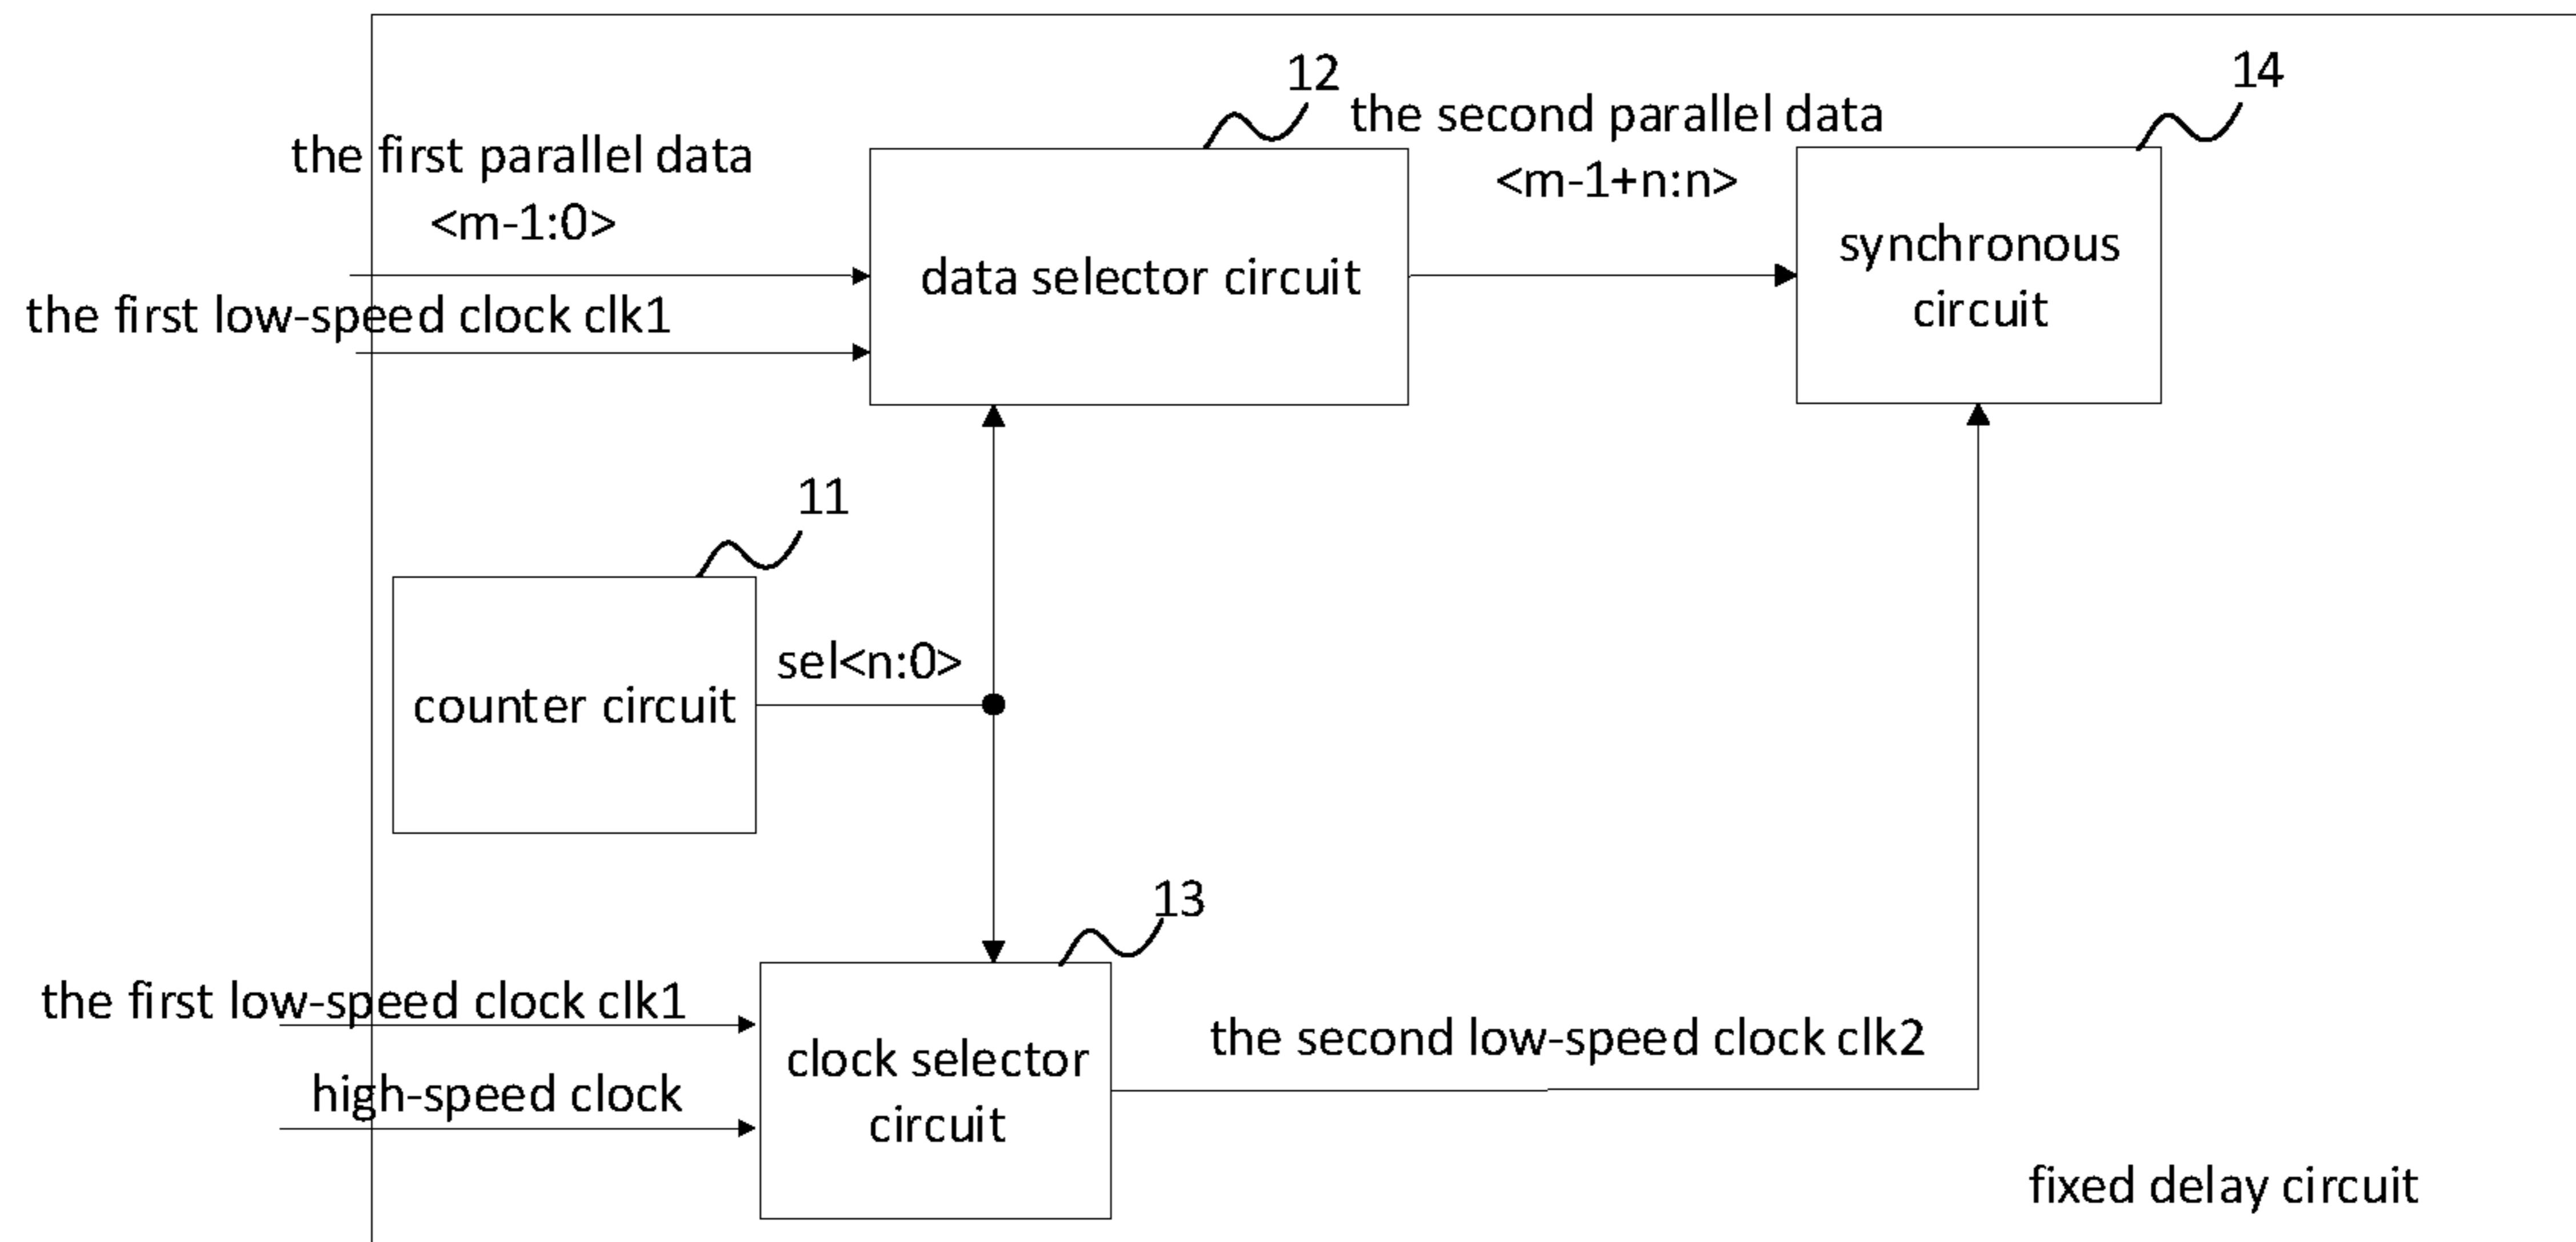 12
14
the second parallel data
<m-1+n:n>
the first parallel data
<m-1:0>
data selector circuit
synchronous
circuit
the first low-speed clock clk1
11
sel<n:0>
counter circuit
13
the first low-speed clock clk1
clock selector
circuit
the second low-speed clock clk2
high-speed clock
fixed delay circuit